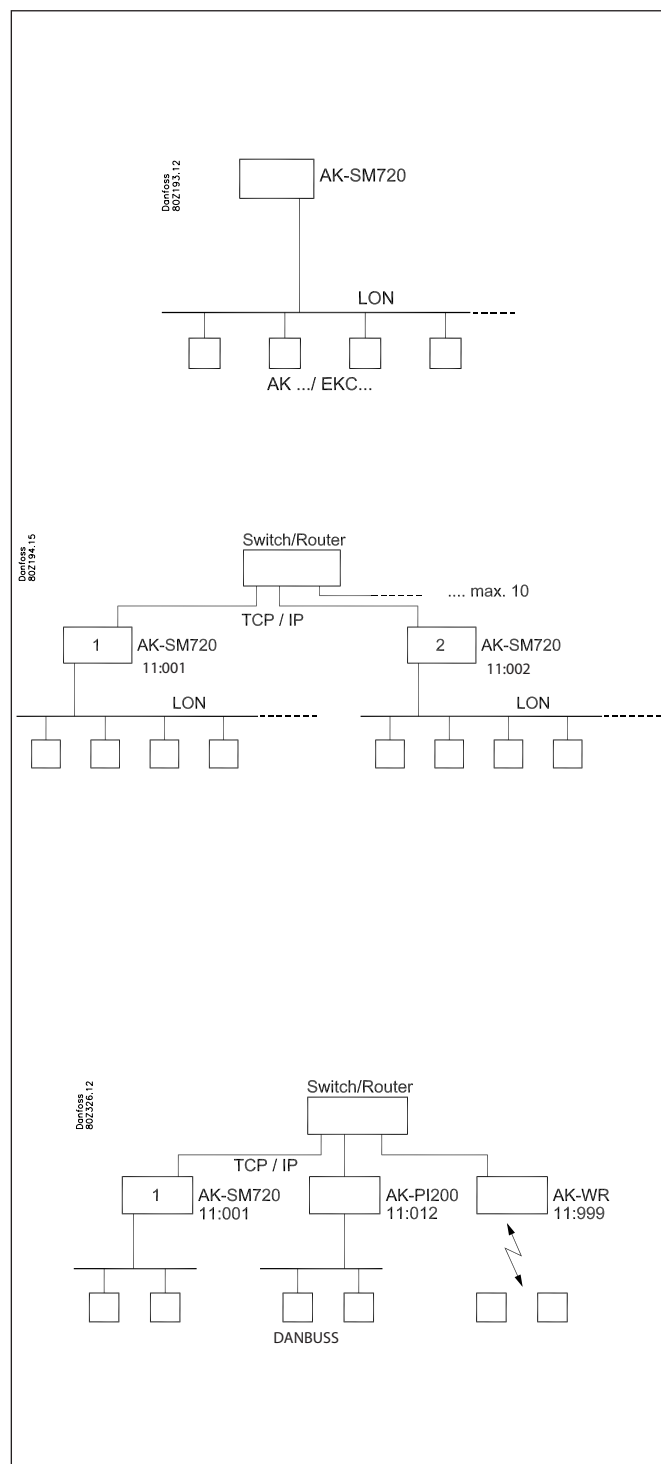 Danfoss
80Z193.12
AK-SM720
LON
AK .../ EKC...
Danfoss
80Z194.15
Switch/Router
.... max. 10
TCP / IP
1
AK-SM720
11:001
2
AK-SM720
11:002
LON
LON
Danfoss
80Z326.12
Switch/Router
TCP / IP
1
AK-SM720
11:001
AK-PI200
11:012
AK-WR
11:999
DANBUSS